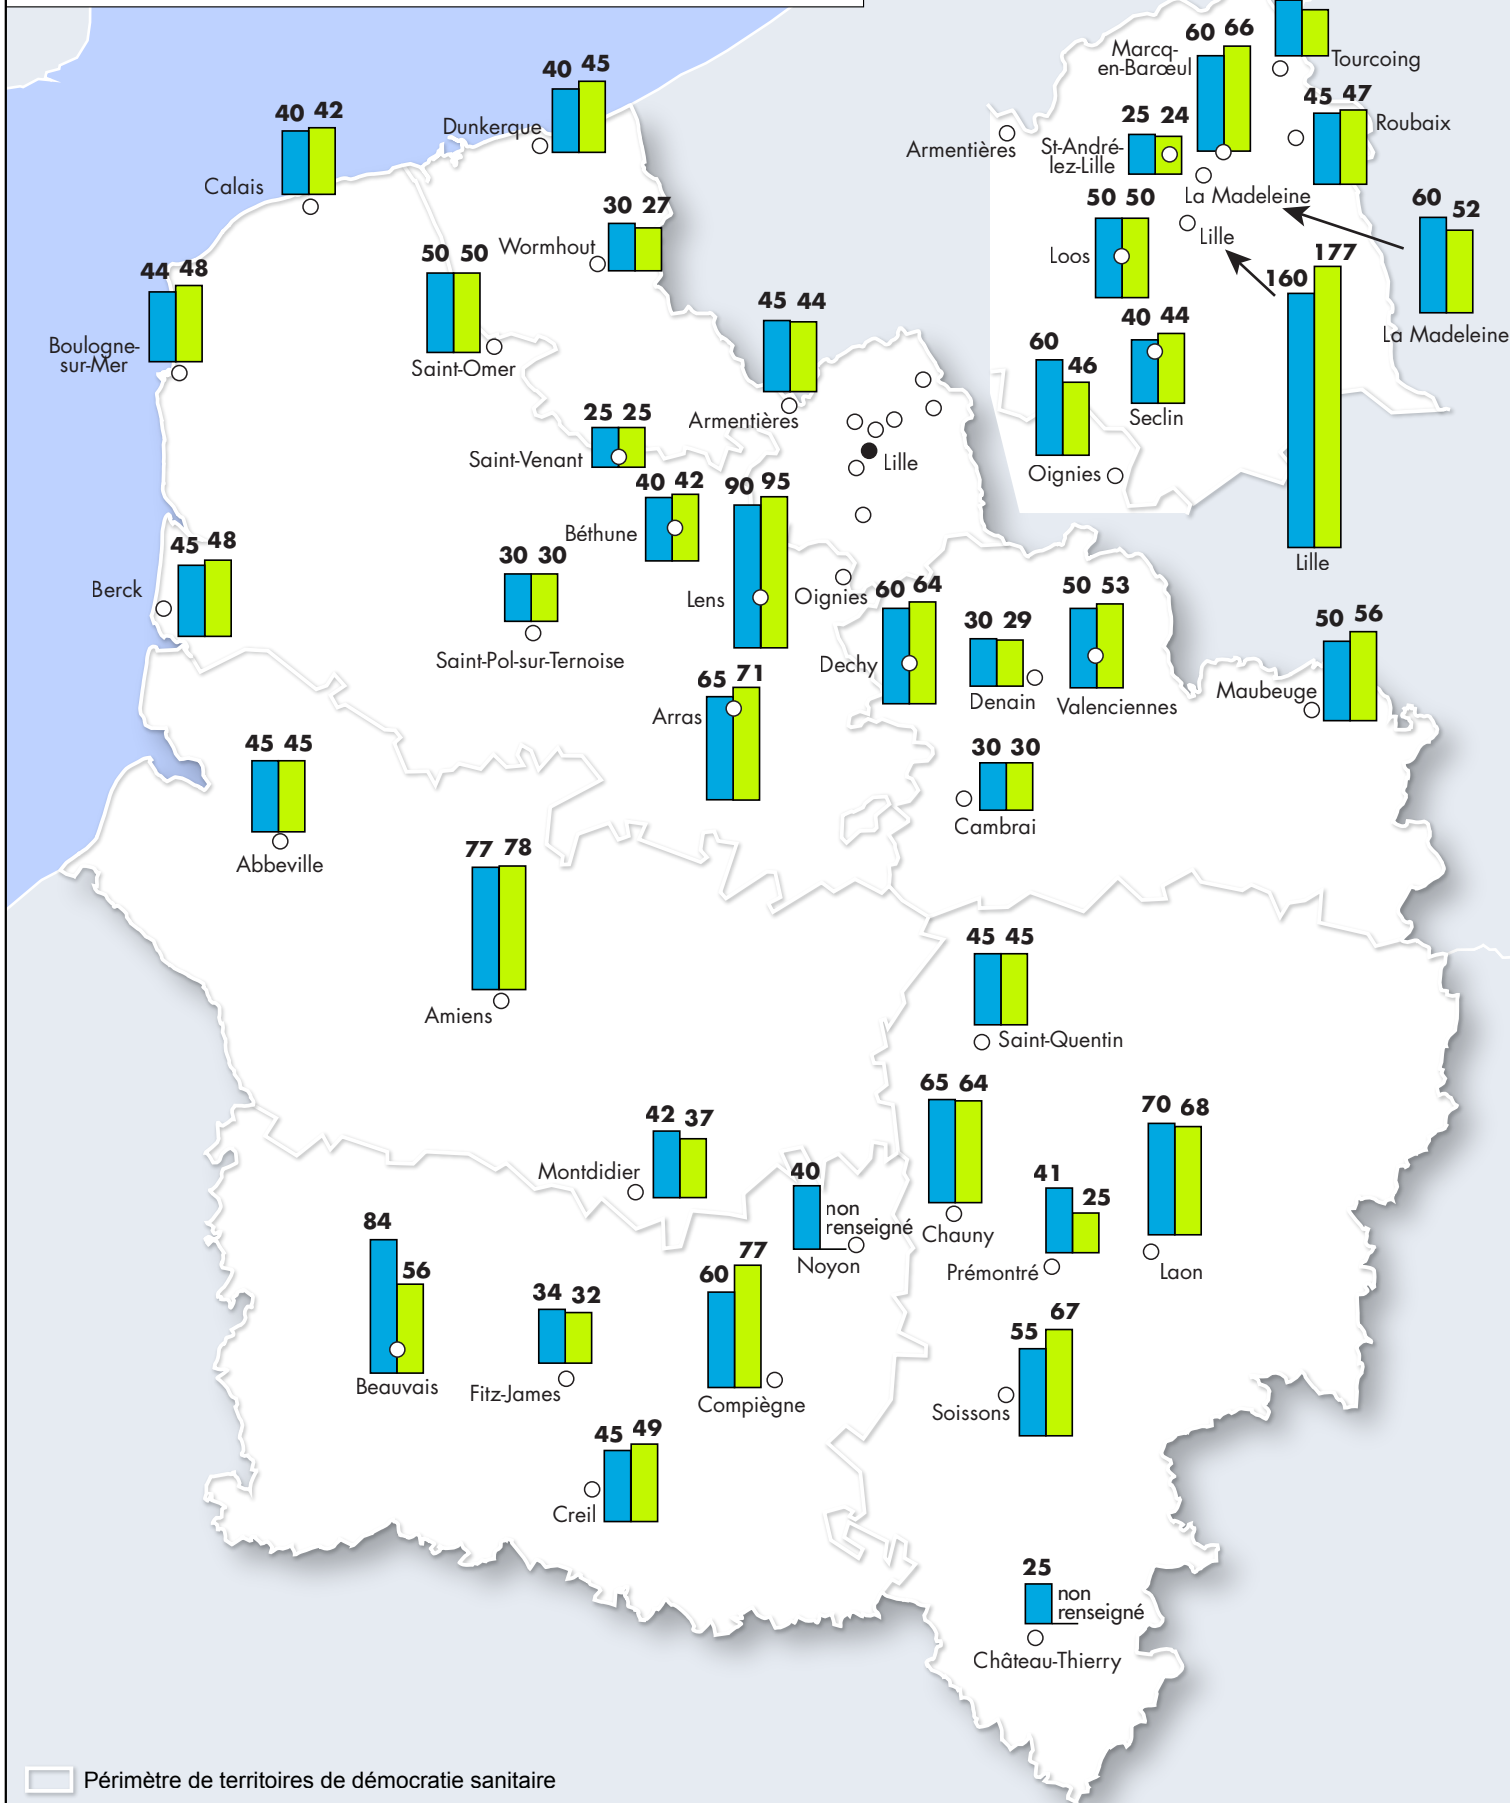 60 66
Marcq-
en-Barœul
Tourcoing
45 47
Roubaix
25 24
St-André-
lez-Lille
Armentières
La Madeleine
60 52
La Madeleine
50 50
Loos
Lille
160 177
Lille
40 44
Seclin
60 46
Oignies
40 45
Dunkerque
40 42
Calais
30 27
Wormhout
50 50
Saint-Omer
44 48
Boulogne-
sur-Mer
45 44
Armentières
25 25
Saint-Venant
Lille
40 42
Béthune
90 95
Lens
Oignies
45 48
Berck
30 30
Saint-Pol-sur-Ternoise
60 64
Dechy
30 29
Denain
50 53
Valenciennes
50 56
Maubeuge
65 71
Arras
30 30
Cambrai
45 45
Abbeville
77 78
Amiens
45 45
Saint-Quentin
65 64
Chauny
70 68
Laon
41 25
Prémontré
42 37
Montdidier
40
non
renseigné
Noyon
84 56
Beauvais
34 32
Fitz-James
60 77
Compiègne
55 67
Soissons
45 49
Creil
25
non
renseigné
Château-Thierry
Périmètre de territoires de démocratie sanitaire